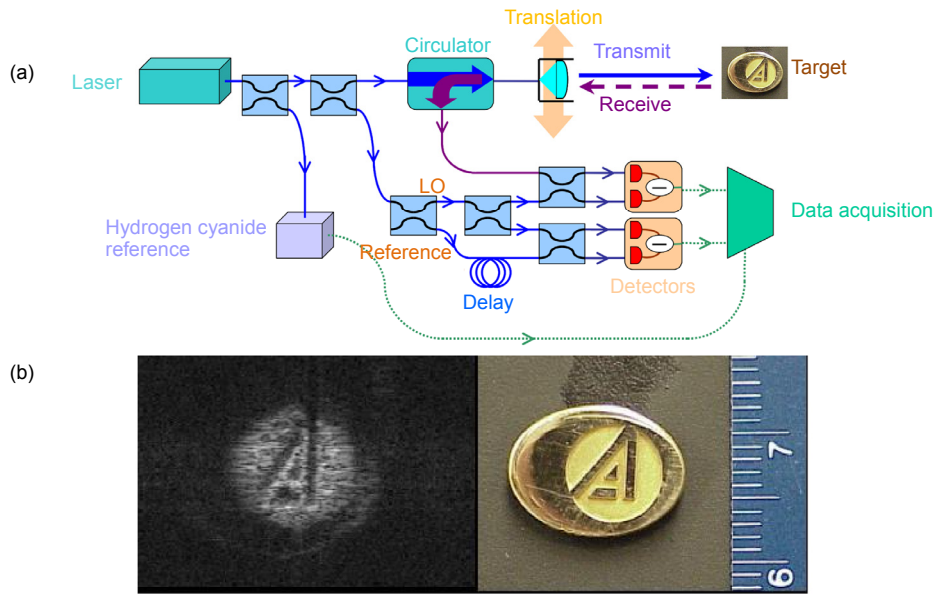 (a)
Translation
Circulator
Transmit
Laser
Target
Receive
LO
Hydrogen cyanide
reference
Reference
Data acquisition
Delay
Detectors
(b)
A
A
7
6